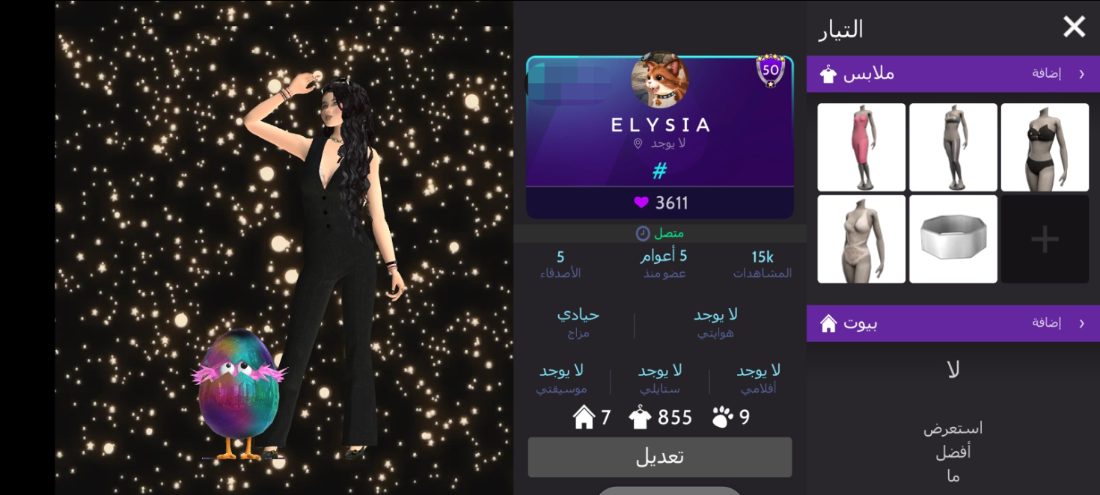 50
ELYSIA
لا يوجد
#
3611
متصل
5 5 أعوام 15k
الأصدقاء عضو منذ المشاهدات
حيادي لا يوجد
مزاج هوايتي
لا يوجد لا يوجد لا يوجد
موسيقتي ستايلي أفلامي
7 855 9
تعديل
التيار
ملابس
إضافة
بيوت
إضافة
لا
استعرض
أفضل
ما